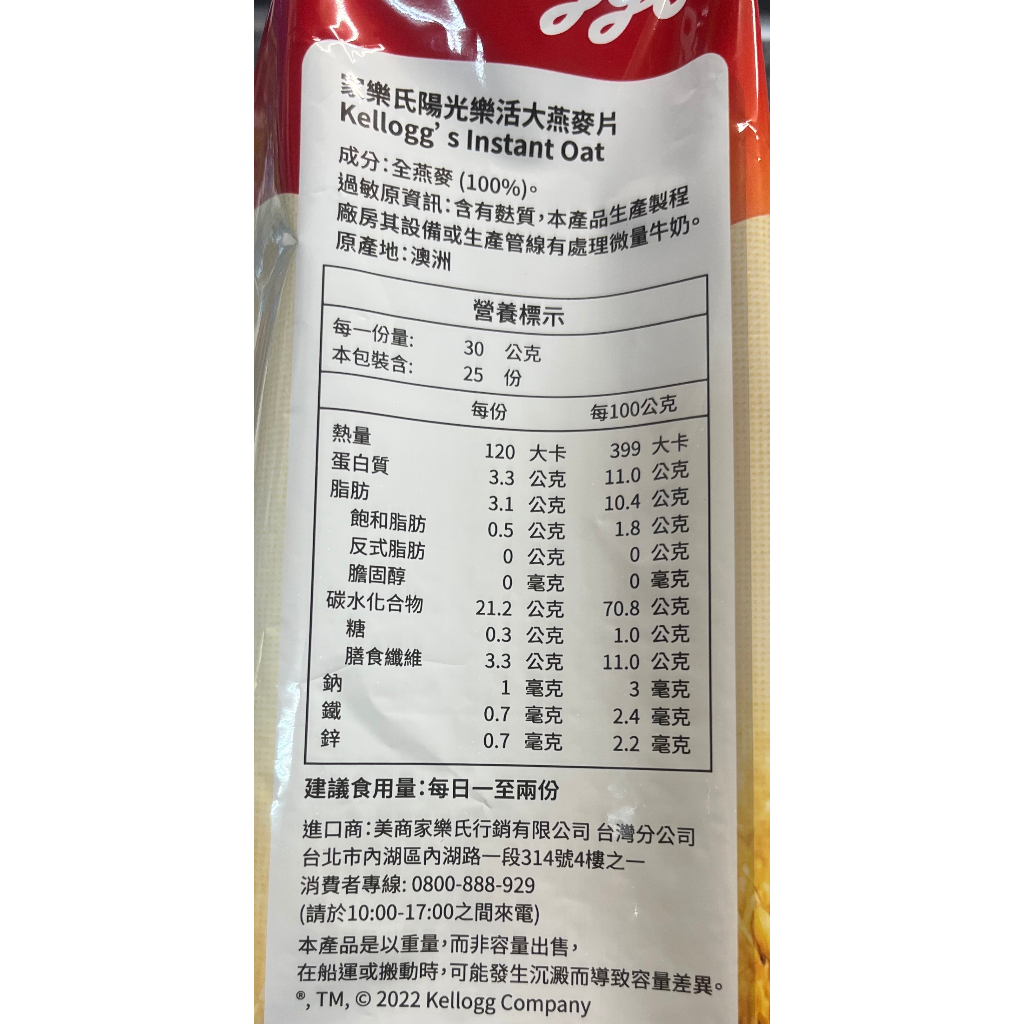 家樂氏陽光樂活大燕麥片
Kellogg’s Instant Oat
成分：全燕麥 (100%)。
過敏原資訊：含有麩質，本產品生產製程
廠房其設備或生產管線有處理微量牛奶。
原產地：澳洲
營養標示
每一份量: 30 公克
本包裝含: 25 份
每份 每100公克
熱量 120 大卡 399 大卡
蛋白質 3.3 公克 11.0 公克
脂肪 3.1 公克 10.4 公克
飽和脂肪 0.5 公克 1.8 公克
反式脂肪 0 公克 0 公克
膽固醇 0 毫克 0 毫克
碳水化合物 21.2 公克 70.8 公克
糖 0.3 公克 1.0 公克
膳食纖維 3.3 公克 11.0 公克
鈉 1 毫克 3 毫克
鐵 0.7 毫克 2.4 毫克
鋅 0.7 毫克 2.2 毫克
建議食用量：每日一至兩份
進口商：美商家樂氏行銷有限公司 台灣分公司
台北市內湖區內湖路一段314號4樓之一
消費者專線: 0800-888-929
(請於10:00-17:00之間來電)
本產品是以重量，而非容量出售，
在船運或搬動時，可能發生沉澱而導致容量差異。
®, TM, © 2022 Kellogg Company